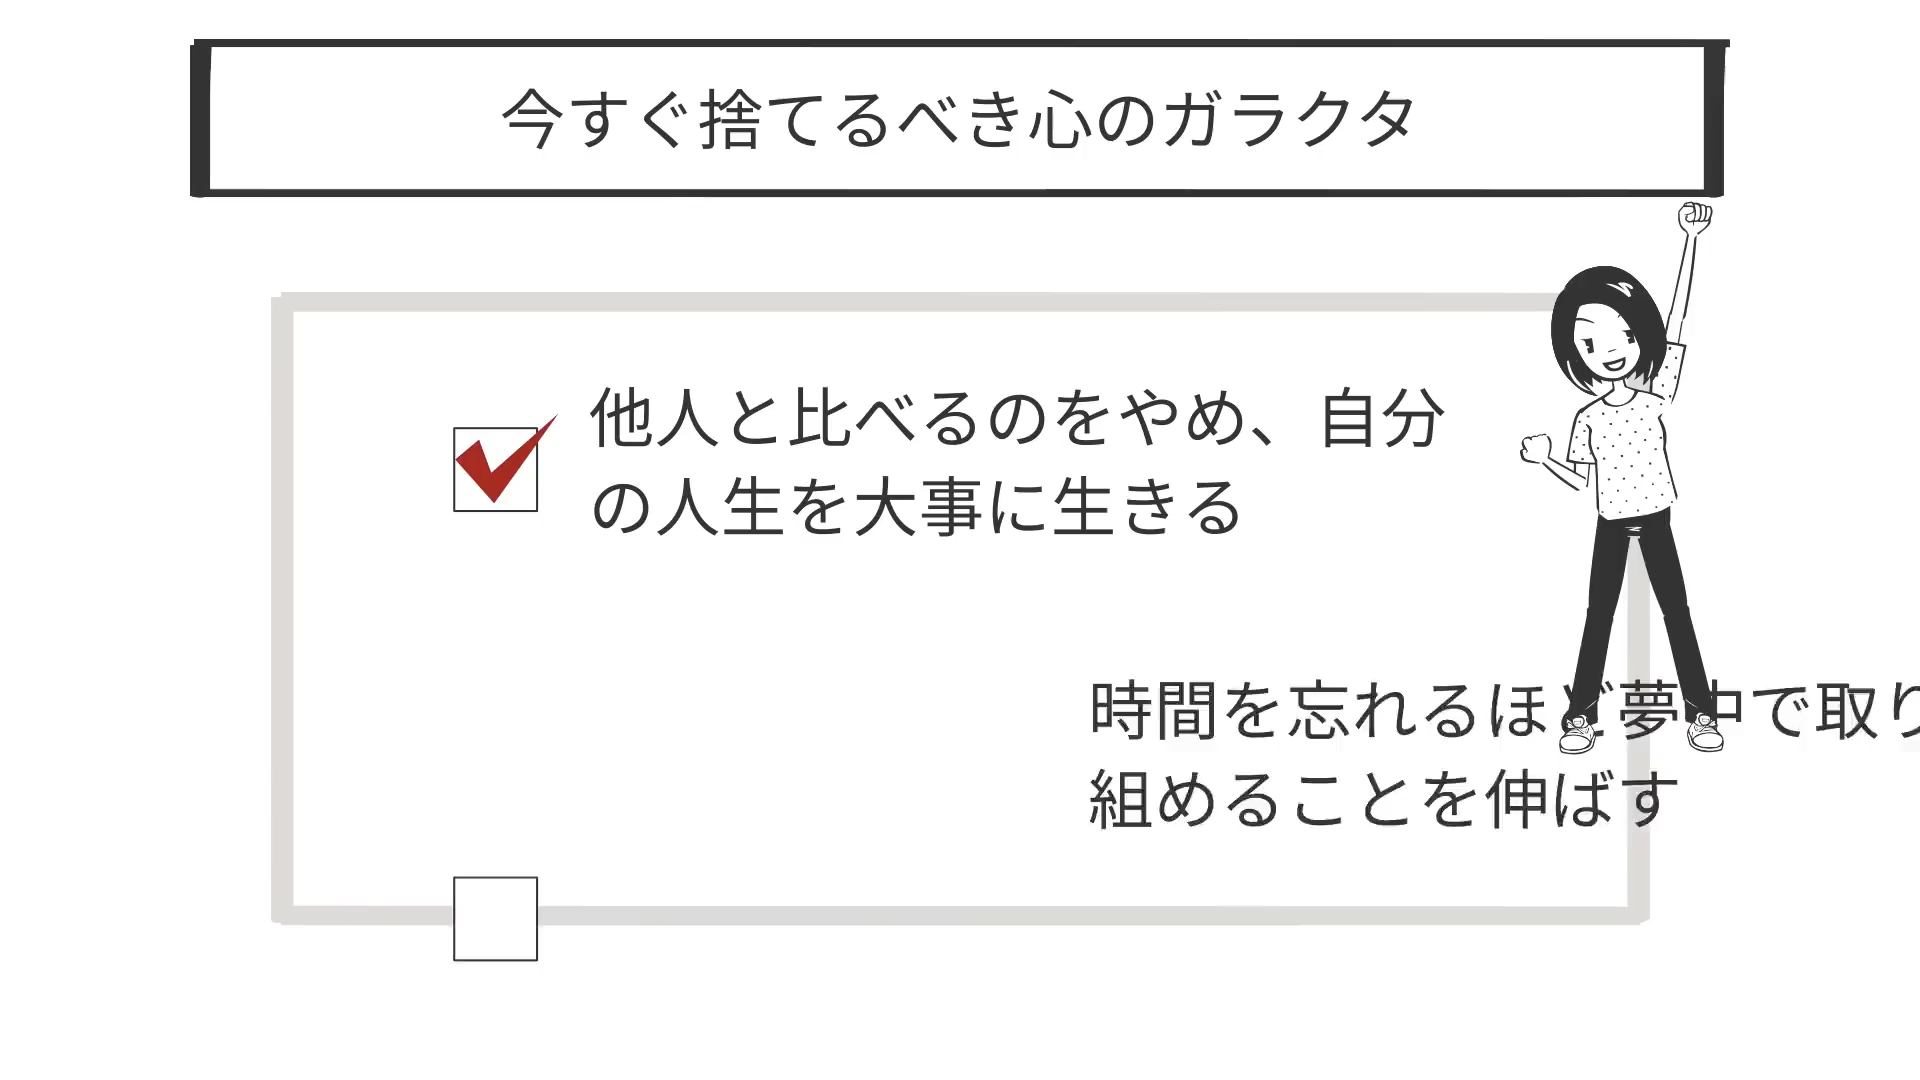 今すぐ捨てるべき心のガラクタ
他人と比べるのをやめ、自分
の人生を大事に生きる
時間を忘れるほど夢中で取り
組めることを伸ばす